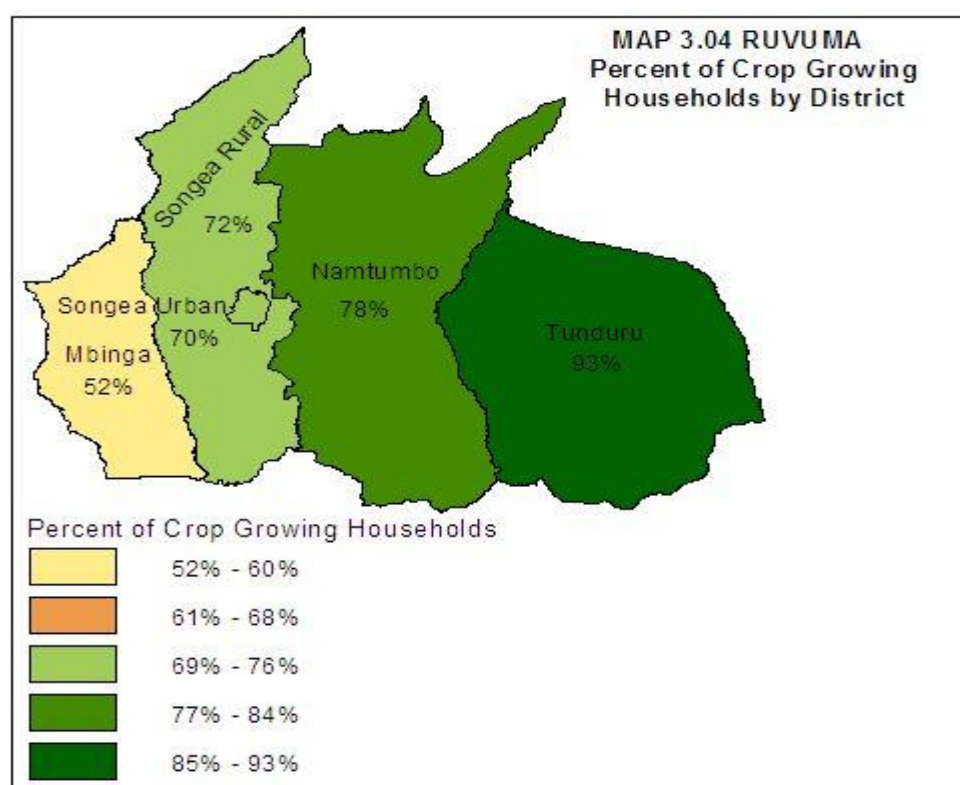 MAP 3.04 RUVUMA
Percent of Crop Growing
Households by District
Songea Rural
72%
Namtumbo
78%
Songea Urban
70%
Tunduru
93%
Mbinga
52%
Percent of Crop Growing Households
52% - 60%
61% - 68%
69% - 76%
77% - 84%
85% - 93%